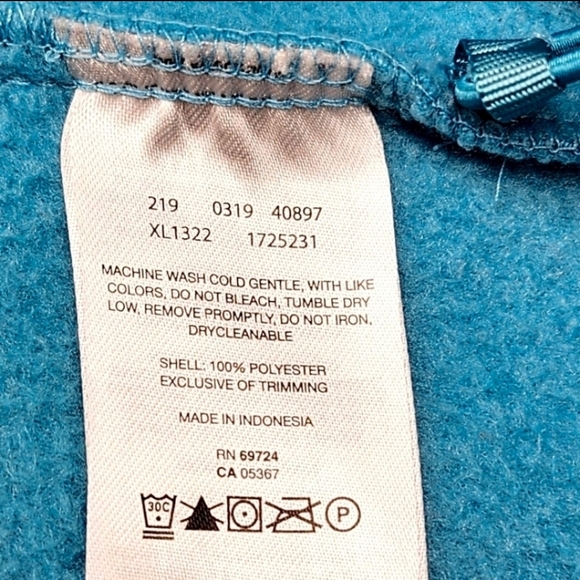 219 0319 40897
XL1322 1725231
MACHINE WASH COLD GENTLE, WITH LIKE
COLORS, DO NOT BLEACH, TUMBLE DRY
LOW, REMOVE PROMPTLY, DO NOT IRON,
DRYCLEANABLE
SHELL: 100% POLYESTER
EXCLUSIVE OF TRIMMING
MADE IN INDONESIA
RN 69724
CA 05367
30C P